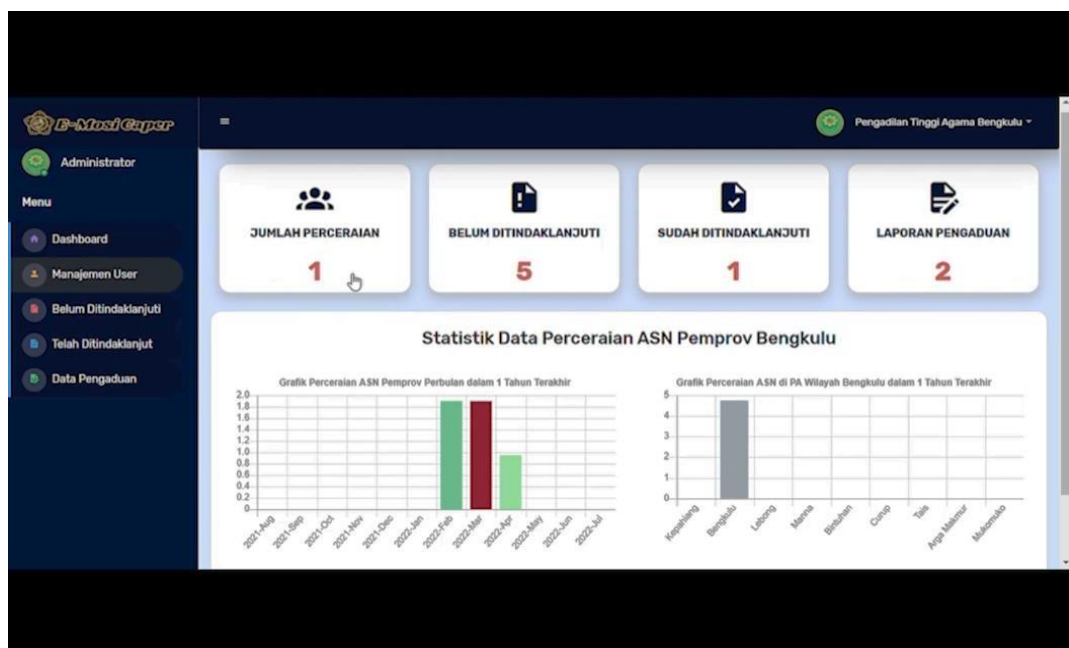 E-Mosi Caper
Pengadilan Tinggi Agama Bengkulu
Administrator
Menu
Dashboard
Manajemen User
Belum Ditindaklanjuti
Telah Ditindaklanjut
Data Pengaduan
JUMLAH PERCERAIAN
1
BELUM DITINDAKLANJUTI
5
SUDAH DITINDAKLANJUTI
1
LAPORAN PENGADUAN
2
Statistik Data Perceraian ASN Pemprov Bengkulu
Grafik Perceraian ASN Pemprov Perbulan dalam 1 Tahun Terakhir
2.0
1.8
1.6
1.4
1.2
1.0
0.8
0.6
0.4
0.2
0
2021-Aug
2021-Sep
2021-Oct
2021-Nov
2021-Dec
2022-Jan
2022-Feb
2022-Mar
2022-Apr
2022-May
2022-Jun
2022-Jul
Grafik Perceraian ASN di PA Wilayah Bengkulu dalam 1 Tahun Terakhir
5
4
3
2
1
0
Kepahiang
Bengkulu
Lebong
Manna
Bintuhan
Curup
Tais
Arga Makmur
Mukomuko